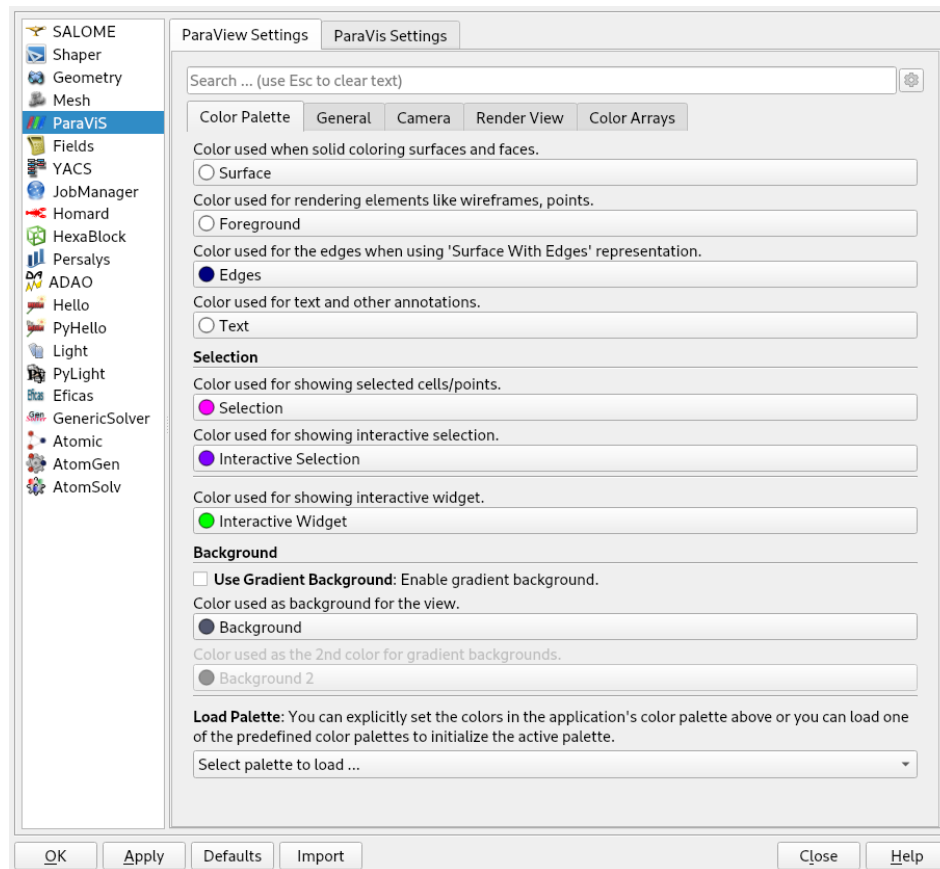 SALOME
Shaper
Geometry
Mesh
ParaViS
Fields
YACS
JobManager
Homard
HexaBlock
Persalys
ADAO
Hello
PyHello
Light
PyLight
Eficas
GenericSolver
Atomic
AtomGen
AtomSolv
ParaView Settings
ParaVis Settings
Search ... (use Esc to clear text)
Color Palette
General
Camera
Render View
Color Arrays
Color used when solid coloring surfaces and faces.
Surface
Color used for rendering elements like wireframes, points.
Foreground
Color used for the edges when using 'Surface With Edges' representation.
Edges
Color used for text and other annotations.
Text
Selection
Color used for showing selected cells/points.
Selection
Color used for showing interactive selection.
Interactive Selection
Color used for showing interactive widget.
Interactive Widget
Background
Use Gradient Background: Enable gradient background.
Color used as background for the view.
Background
Color used as the 2nd color for gradient backgrounds.
Background 2
Load Palette: You can explicitly set the colors in the application's color palette above or you can load one
of the predefined color palettes to initialize the active palette.
Select palette to load ...
OK
Apply
Defaults
Import
Close
Help